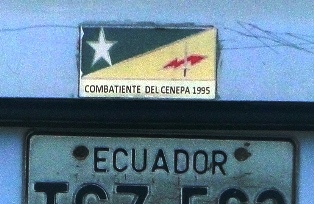 COMBATIENTE DEL CENEPA 1995
ECUADOR